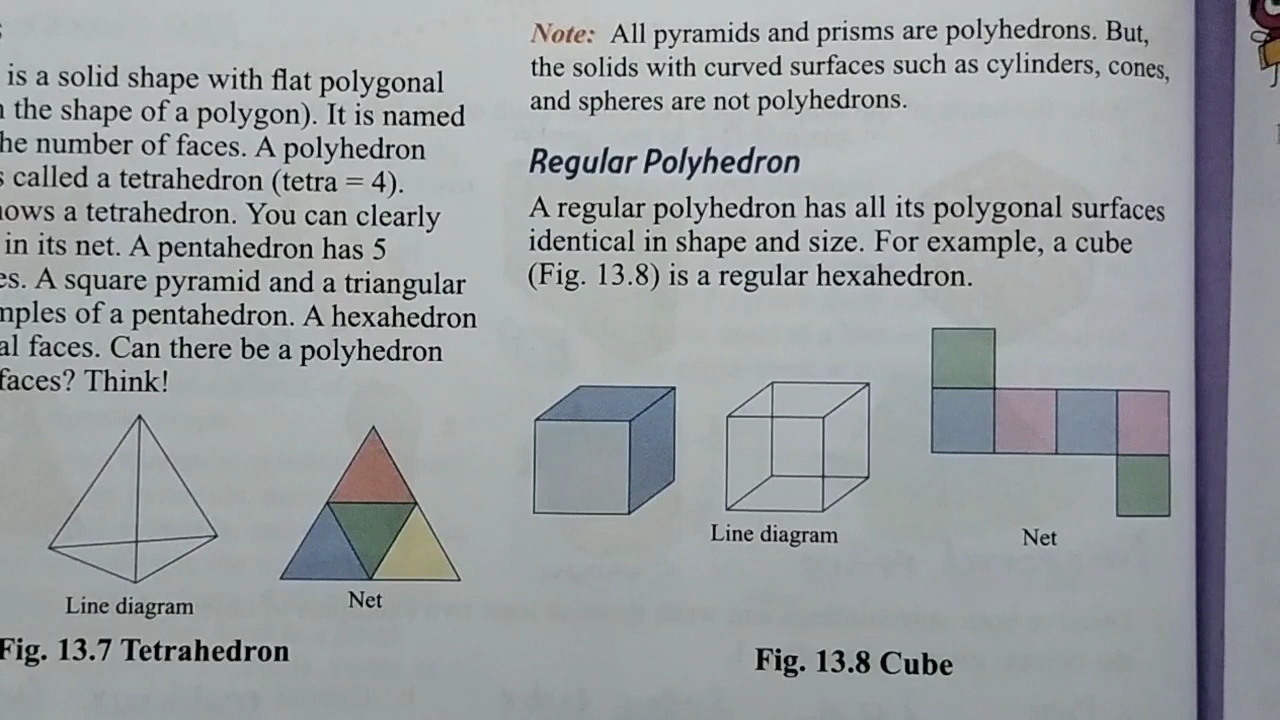 is a solid shape with flat polygonal
the shape of a polygon). It is named
he number of faces. A polyhedron
called a tetrahedron (tetra = 4).
ows a tetrahedron. You can clearly
in its net. A pentahedron has 5
es. A square pyramid and a triangular
mples of a pentahedron. A hexahedron
al faces. Can there be a polyhedron
faces? Think!
Line diagram
Net
Fig. 13.7 Tetrahedron
Note: All pyramids and prisms are polyhedrons. But,
the solids with curved surfaces such as cylinders, cones,
and spheres are not polyhedrons.
Regular Polyhedron
A regular polyhedron has all its polygonal surfaces
identical in shape and size. For example, a cube
(Fig. 13.8) is a regular hexahedron.
Line diagram
Net
Fig. 13.8 Cube